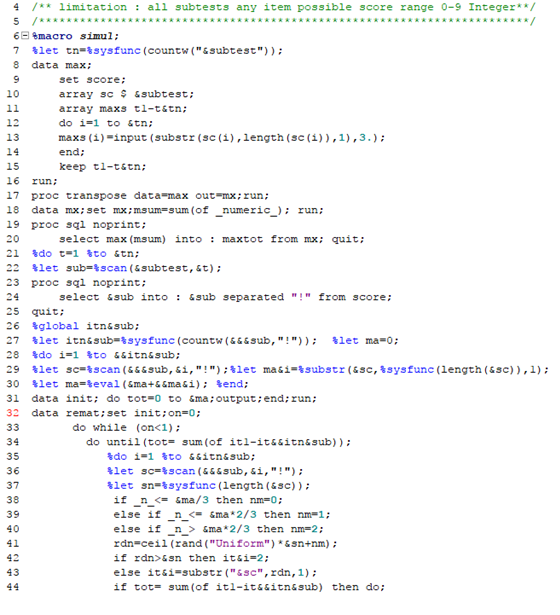 4 /** limitation : all subtests any item possible score range 0-9 Integer**/
5 /***************************************************************************/
6 %macro simul;
7 %let tn=%sysfunc(countw("&subtest"));
8 data max;
9 set score;
10 array sc $ &subtest;
11 array maxs t1-t&tn;
12 do i=1 to &tn;
13 maxs(i)=input(substr(sc(i),length(sc(i)),1),3.);
14 end;
15 keep t1-t&tn;
16 run;
17 proc transpose data=max out=mx;run;
18 data mx;set mx;msum=sum(of _numeric_); run;
19 proc sql noprint;
20 select max(msum) into : maxtot from mx; quit;
21 %do t=1 %to &tn;
22 %let sub=%scan(&subtest,&t);
23 proc sql noprint;
24 select &sub into : &sub separated "!" from score;
25 quit;
26 %global itn&sub;
27 %let itn&sub=%sysfunc(countw(&&&sub,"!")); %let ma=0;
28 %do i=1 %to &&itn&sub;
29 %let sc=%scan(&&&sub,&i,"!");%let ma&i=%substr(&sc,%sysfunc(length(&sc)),1);
30 %let ma=%eval(&ma+&&ma&i); %end;
31 data init; do tot=0 to &ma;output;end;run;
32 data remat;set init;on=0;
33 do while (on<1);
34 do until(tot= sum(of it1-it&&itn&sub));
35 %do i=1 %to &&itn&sub;
36 %let sc=%scan(&&&sub,&i,"!");
37 %let sn=%sysfunc(length(&sc));
38 if _n_<= &ma/3 then nm=0;
39 else if _n_<= &ma*2/3 then nm=1;
40 else if _n_> &ma*2/3 then nm=2;
41 rdn=ceil(rand("Uniform")*&sn+nm);
42 if rdn>&sn then it&i=2;
43 else it&i=substr("&sc",rdn,1);
44 if tot= sum(of it1-it&&itn&sub) then do;